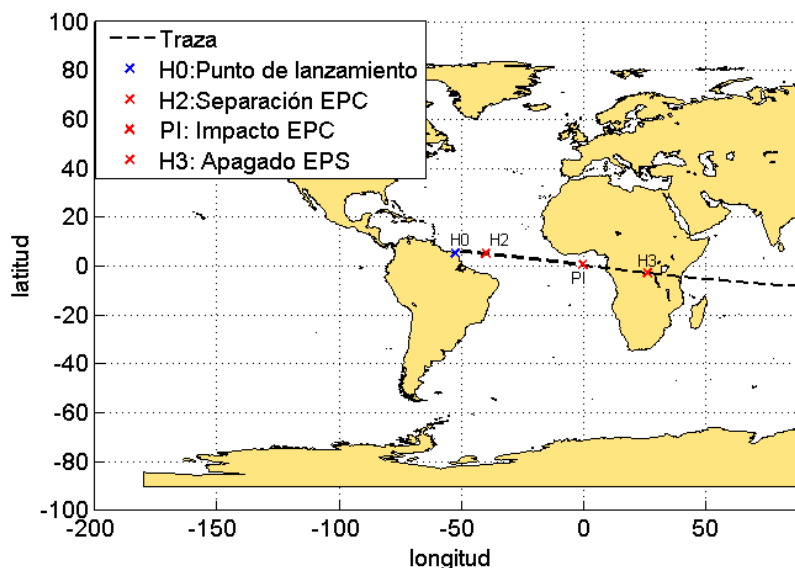 100
80
60
40
20
0
-20
-40
-60
-80
-100
latitud
Traza
H0:Punto de lanzamiento
H2:Separación EPC
PI: Impacto EPC
H3: Apagado EPS
H0
H2
PI
H3
-200
-150
-100
-50
0
50
longitud